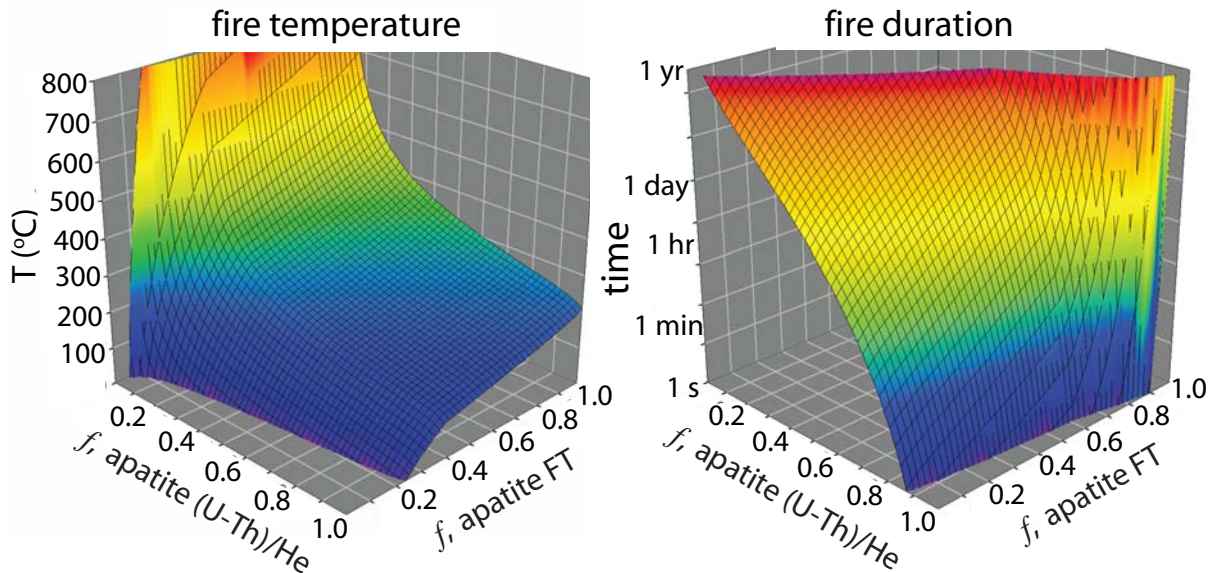 fire temperature
800
700
600
500
400
300
200
100
T (°C)
0.2
0.4
0.6
0.8
1.0
f, apatite (U-Th)/He
0.2
0.4
0.6
0.8
1.0
f, apatite FT
fire duration
1 yr
1 day
1 hr
1 min
1 s
time
0.2
0.4
0.6
0.8
1.0
f, apatite (U-Th)/He
0.2
0.4
0.6
0.8
1.0
f, apatite FT